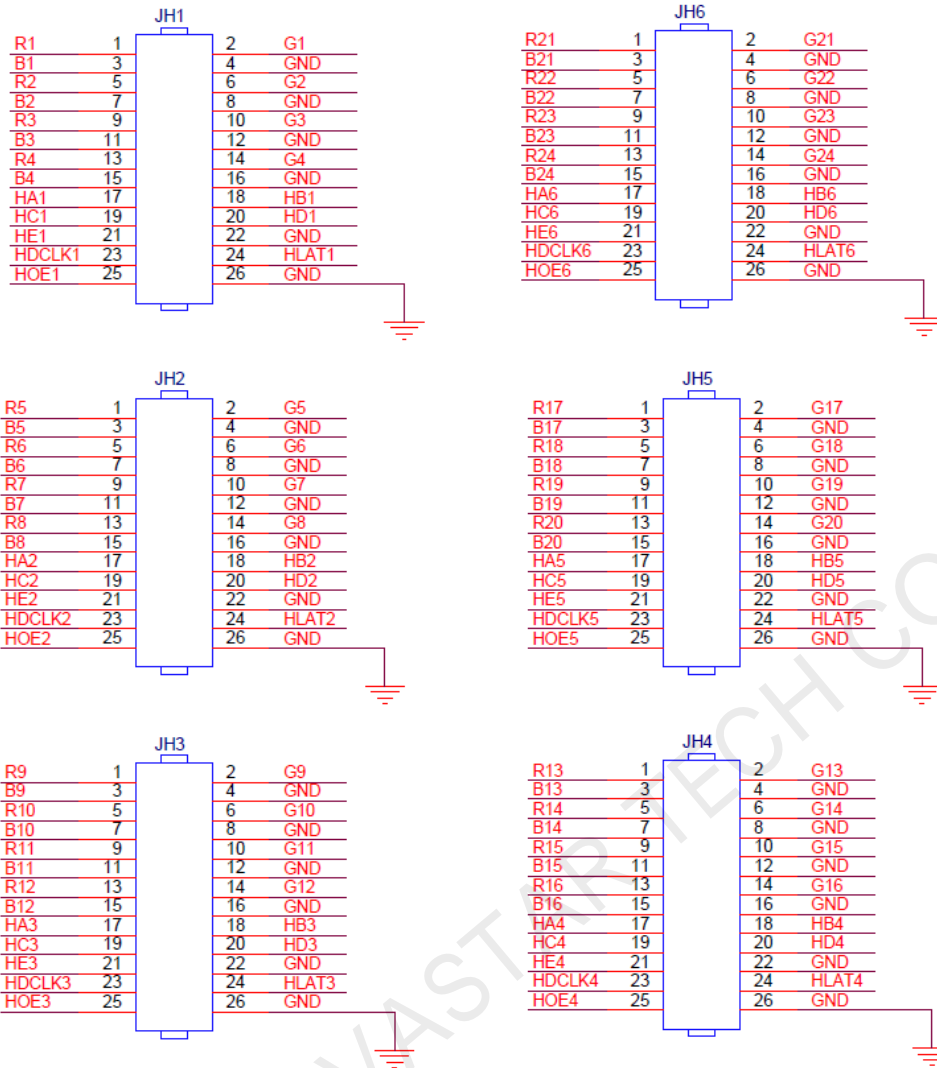 JH1
R1 1 2 G1
B1 3 4 GND
R2 5 6 G2
B2 7 8 GND
R3 9 10 G3
B3 11 12 GND
R4 13 14 G4
B4 15 16 GND
HA1 17 18 HB1
HC1 19 20 HD1
HE1 21 22 GND
HDCLK1 23 24 HLAT1
HOE1 25 26 GND
JH6
R21 1 2 G21
B21 3 4 GND
R22 5 6 G22
B22 7 8 GND
R23 9 10 G23
B23 11 12 GND
R24 13 14 G24
B24 15 16 GND
HA6 17 18 HB6
HC6 19 20 HD6
HE6 21 22 GND
HDCLK6 23 24 HLAT6
HOE6 25 26 GND
JH2
R5 1 2 G5
B5 3 4 GND
R6 5 6 G6
B6 7 8 GND
R7 9 10 G7
B7 11 12 GND
R8 13 14 G8
B8 15 16 GND
HA2 17 18 HB2
HC2 19 20 HD2
HE2 21 22 GND
HDCLK2 23 24 HLAT2
HOE2 25 26 GND
JH5
R17 1 2 G17
B17 3 4 GND
R18 5 6 G18
B18 7 8 GND
R19 9 10 G19
B19 11 12 GND
R20 13 14 G20
B20 15 16 GND
HA5 17 18 HB5
HC5 19 20 HD5
HE5 21 22 GND
HDCLK5 23 24 HLAT5
HOE5 25 26 GND
JH3
R9 1 2 G9
B9 3 4 GND
R10 5 6 G10
B10 7 8 GND
R11 9 10 G11
B11 11 12 GND
R12 13 14 G12
B12 15 16 GND
HA3 17 18 HB3
HC3 19 20 HD3
HE3 21 22 GND
HDCLK3 23 24 HLAT3
HOE3 25 26 GND
JH4
R13 1 2 G13
B13 3 4 GND
R14 5 6 G14
B14 7 8 GND
R15 9 10 G15
B15 11 12 GND
R16 13 14 G16
B16 15 16 GND
HA4 17 18 HB4
HC4 19 20 HD4
HE4 21 22 GND
HDCLK4 23 24 HLAT4
HOE4 25 26 GND
VASTAR TECH CO